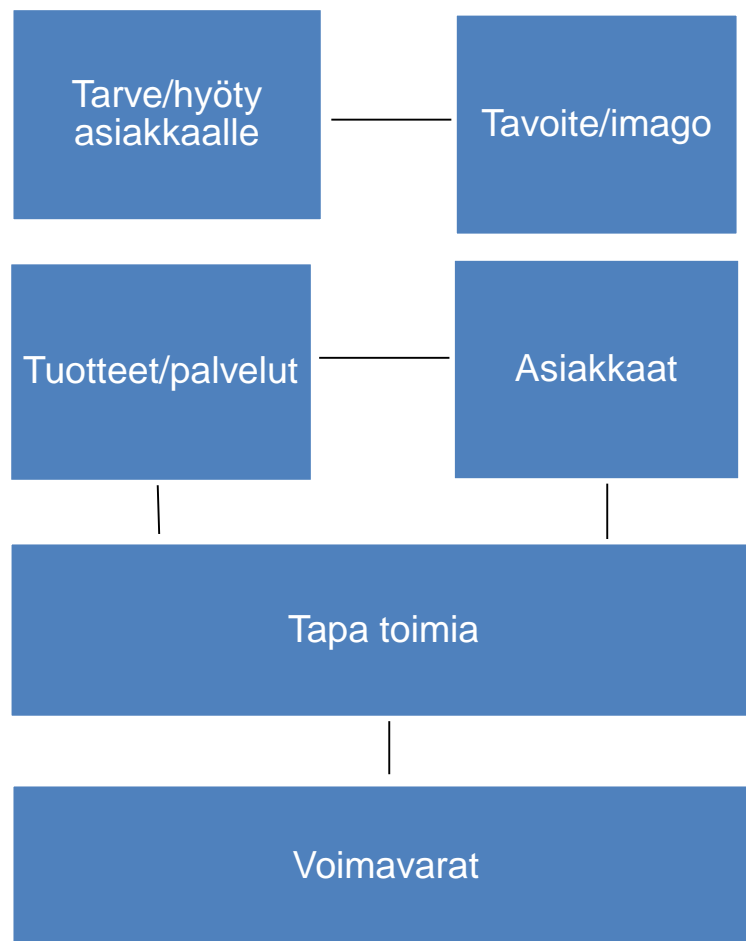 Tarve/hyöty
asiakkaalle
Tavoite/imago
Tuotteet/palvelut
Asiakkaat
Tapa toimia
Voimavarat